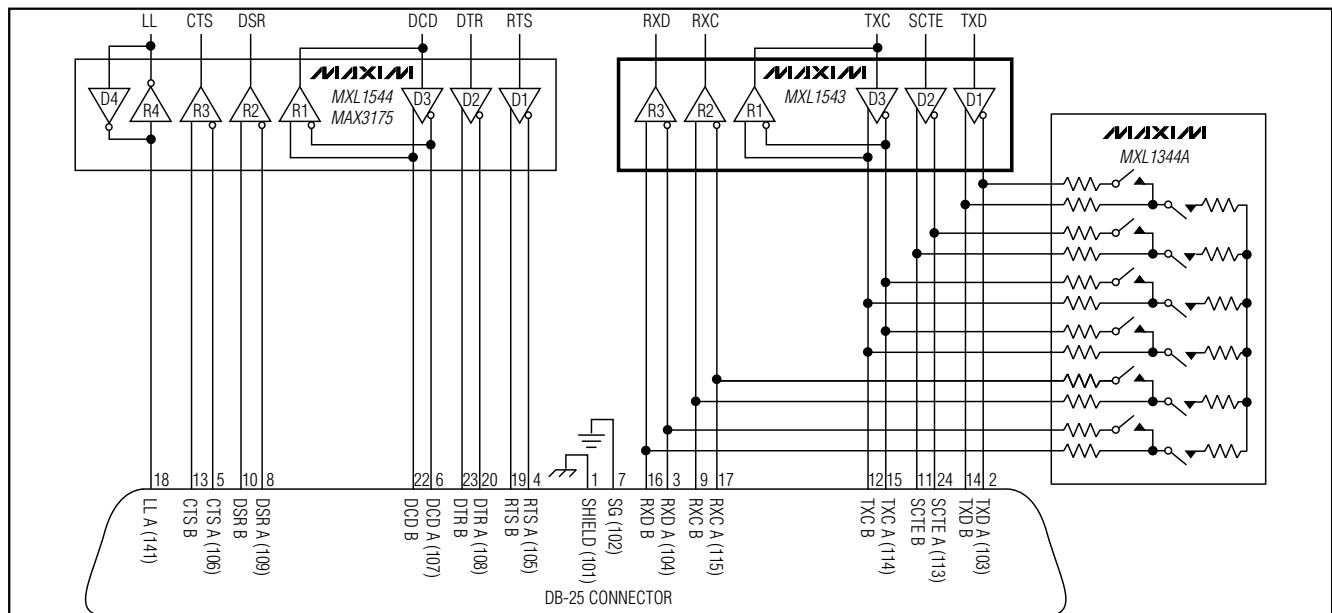 LL CTS DSR DCD DTR RTS RXD RXC TXC SCTE TXD
MAXIM
MXL1544
MAX3175
D4 R4 R3 R2 R1 D3 D2 D1
MAXIM
MXL1543
R3 R2 R1 D3 D2 D1
MAXIM
MXL1344A
18 13 5 10 8 22 6 23 20 19 4 1 7 16 3 9 17 12 15 11 24 14 2
LL A (141)
CTS B
CTS A (106)
DSR B
DSR A (109)
DCD B
DCD A (107)
DTR B
DTR A (108)
RTS B
RTS A (105)
SHIELD (101)
SG (102)
RXD B
RXD A (104)
RXC B
RXC A (115)
TXC B
TXC A (114)
SCTE B
SCTE A (113)
TXD B
TXD A (103)
DB-25 CONNECTOR